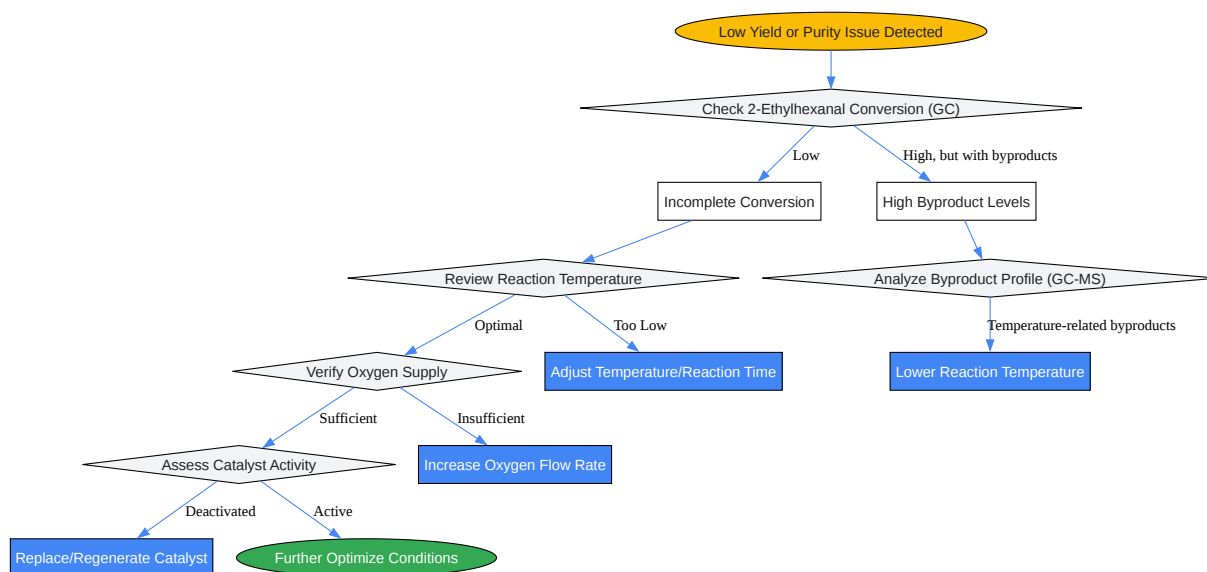 Low Yield or Purity Issue Detected
Check 2-Ethylhexanal Conversion (GC)
Low
High, but with byproducts
Incomplete Conversion
High Byproduct Levels
Review Reaction Temperature
Analyze Byproduct Profile (GC-MS)
Optimal
Too Low
Temperature-related byproducts
Verify Oxygen Supply
Adjust Temperature/Reaction Time
Lower Reaction Temperature
Sufficient
Insufficient
Assess Catalyst Activity
Increase Oxygen Flow Rate
Deactivated
Active
Replace/Regenerate Catalyst
Further Optimize Conditions